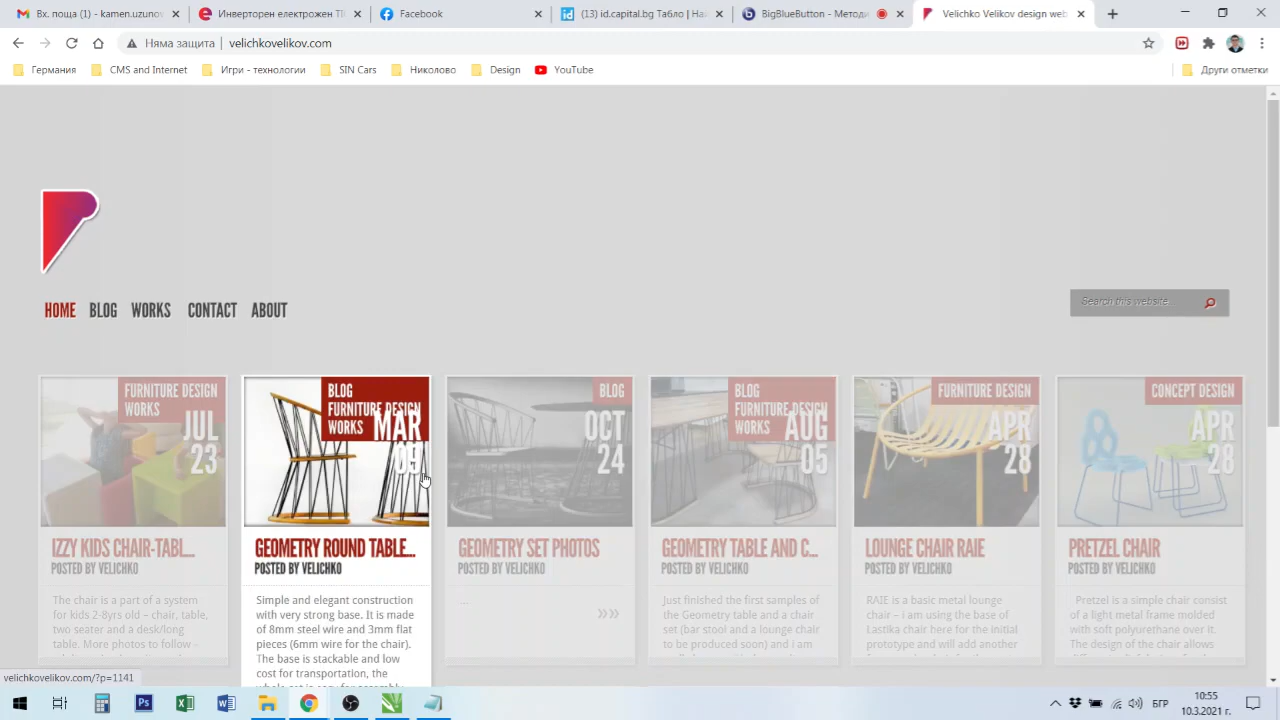 Вх. поща (1) - kamen.uzunov@
Интериорен електрожен TI
Facebook
(13) id.capital.bg Табло | На
BigBlueButton - Методи
Velichko Velikov design web
Няма защита
velichkovelikov.com
Германия
CMS and Internet
Игри - технологии
SIN Cars
Николово
Design
YouTube
Други отметки
HOME
BLOG
WORKS
CONTACT
ABOUT
Search this website...
FURNITURE DESIGN
WORKS
JUL
23
IZZY KIDS CHAIR-TABL...
POSTED BY VELICHKO
The chair is a part of a system
for kids 2-8yrs old – chair, table,
two seater and a desk/long
table. More photos to follow –
BLOG
FURNITURE DESIGN
WORKS
MAR
09
GEOMETRY ROUND TABLE...
POSTED BY VELICHKO
Simple and elegant construction
with very strong base. It is made
of 8mm steel wire and 3mm flat
pieces (6mm wire for the chair).
The base is stackable and low
cost for transportation, the
BLOG
OCT
24
GEOMETRY SET PHOTOS
POSTED BY VELICHKO
...
»»
BLOG
FURNITURE DESIGN
WORKS
AUG
05
GEOMETRY TABLE AND C...
POSTED BY VELICHKO
Just finished the first samples of
the Geometry table and a chair
set (bar stool and a lounge chair
to be produced soon) and i am
FURNITURE DESIGN
APR
28
LOUNGE CHAIR RAIE
POSTED BY VELICHKO
RAIE is a basic metal lounge
chair – i am using the base of
Lastika chair here for the initial
prototype and will add another
CONCEPT DESIGN
APR
28
PRETZEL CHAIR
POSTED BY VELICHKO
Pretzel is a simple chair consist
of a light metal frame molded
with soft polyurethane over it.
The design of the chair allows
velichkovelikov.com/?p=1141
БГР
10:55
10.3.2021 г.